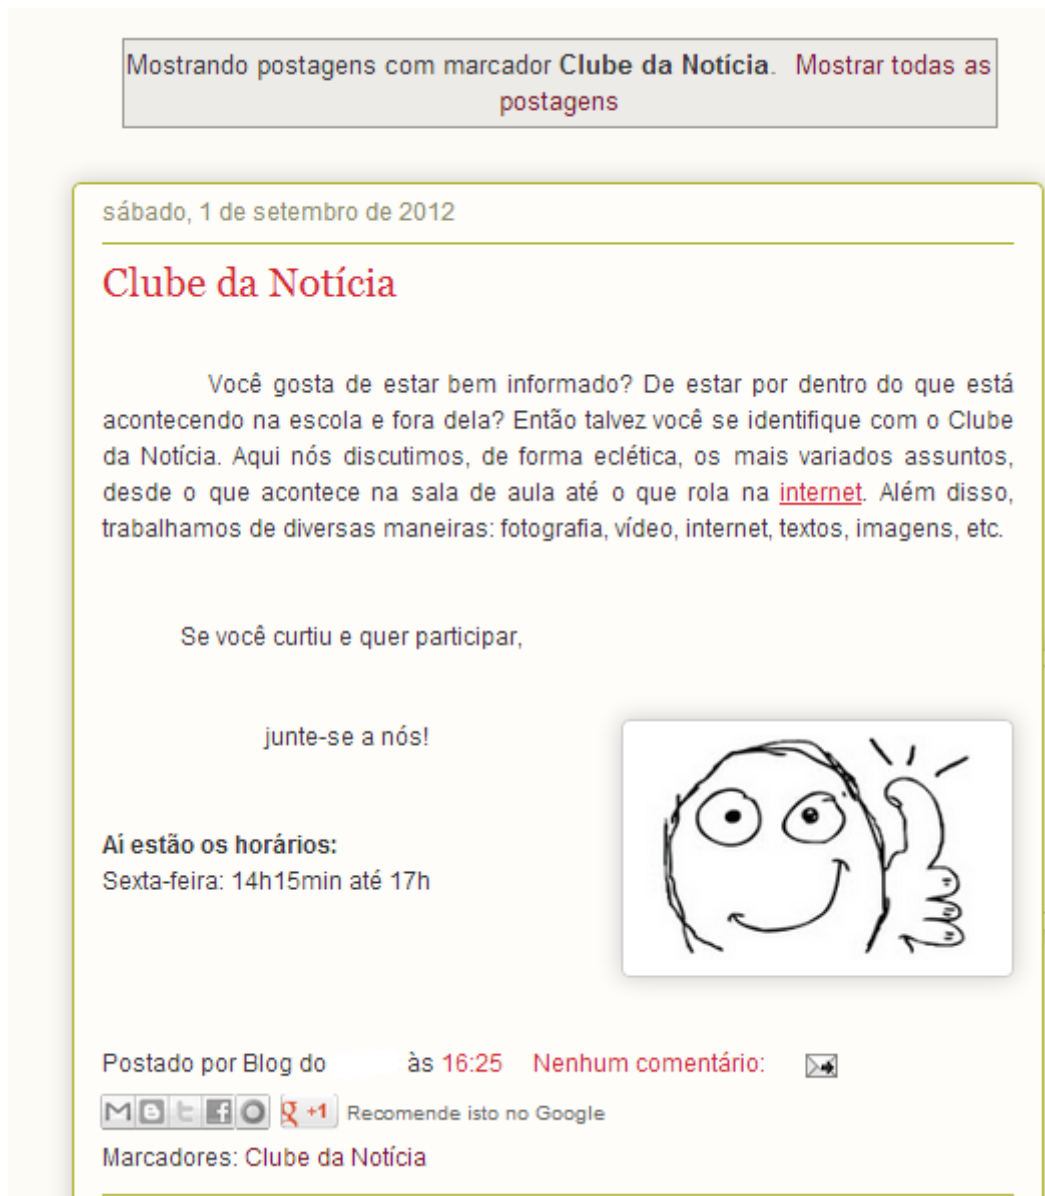 Mostrando postagens com marcador Clube da Notícia. Mostrar todas as
postagens
sábado, 1 de setembro de 2012
Clube da Notícia
Você gosta de estar bem informado? De estar por dentro do que está
acontecendo na escola e fora dela? Então talvez você se identifique com o Clube
da Notícia. Aqui nós discutimos, de forma eclética, os mais variados assuntos,
desde o que acontece na sala de aula até o que rola na internet. Além disso,
trabalhamos de diversas maneiras: fotografia, vídeo, internet, textos, imagens, etc.
Se você curtiu e quer participar,
junte-se a nós!
Aí estão os horários:
Sexta-feira: 14h15min até 17h
Postado por Blog do às 16:25 Nenhum comentário:
g +1 Recomende isto no Google
Marcadores: Clube da Notícia